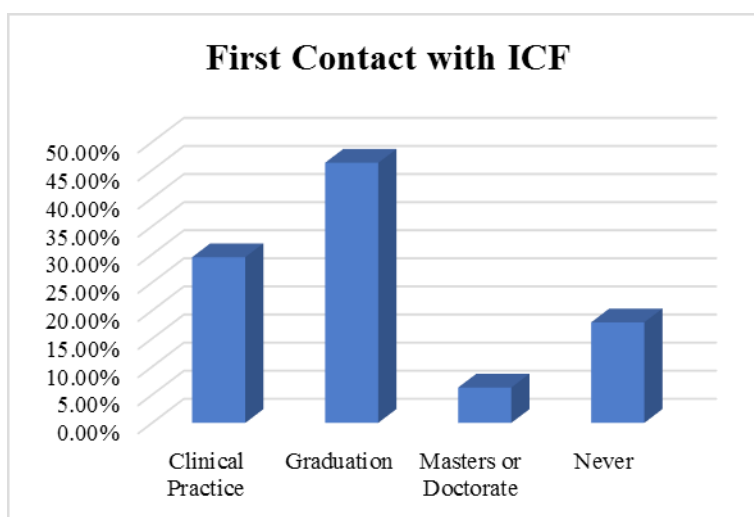 First Contact with ICF
50.00%
45.00%
40.00%
35.00%
30.00%
25.00%
20.00%
15.00%
10.00%
5.00%
0.00%
Clinical
Practice
Graduation
Masters or
Doctorate
Never